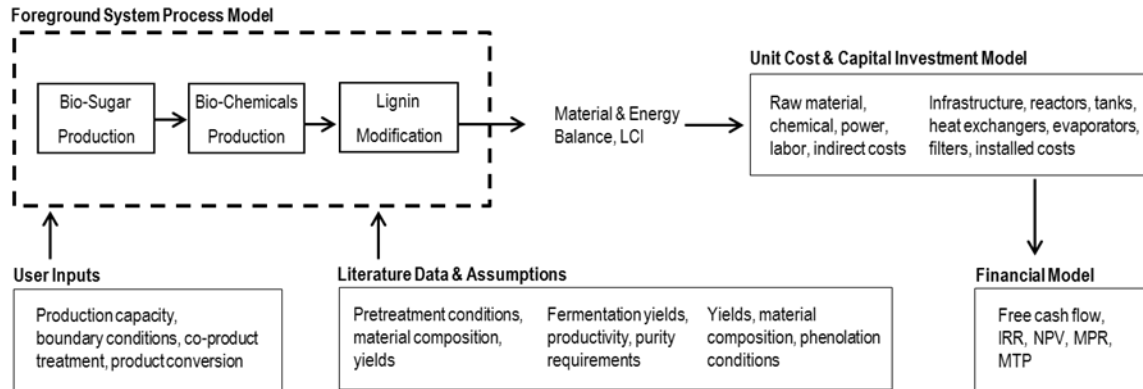 Foreground System Process Model
Bio-Sugar
Production
Bio-Chemicals
Production
Lignin
Modification
Material & Energy
Balance, LCI
Unit Cost & Capital Investment Model
Raw material,
chemical, power,
labor, indirect costs
Infrastructure, reactors, tanks,
heat exchangers, evaporators,
filters, installed costs
User Inputs
Production capacity,
boundary conditions, co-product
treatment, product conversion
Literature Data & Assumptions
Pretreatment conditions,
material composition,
yields
Fermentation yields,
productivity, purity
requirements
Yields, material
composition, phenolation
conditions
Financial Model
Free cash flow,
IRR, NPV, MPR,
MTP